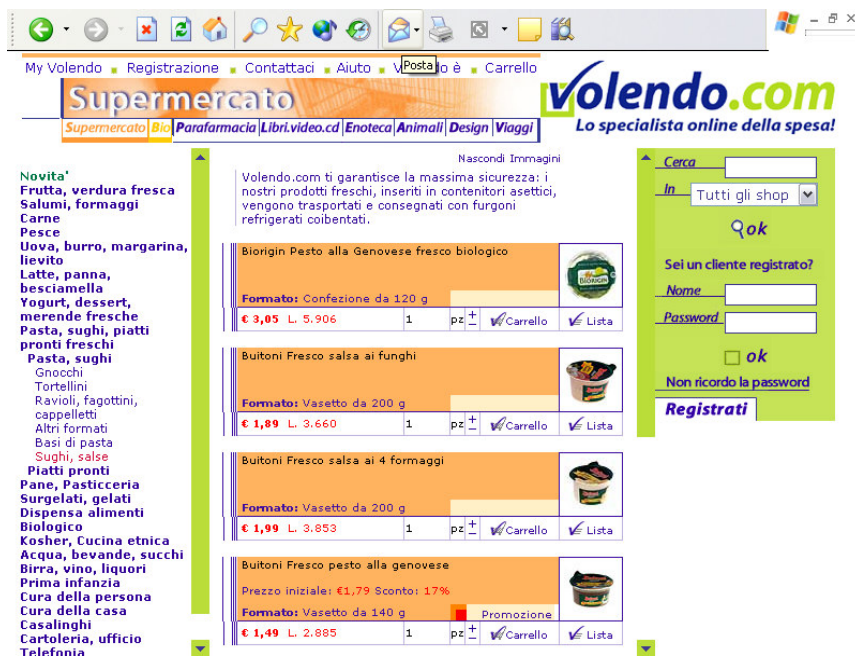 Posta
My Volendo Registrazione Contattaci Aiuto è Carrello
Supermercato
Supermercato Bio Parafarmacia Libri.video.cd Enoteca Animali Design Viaggi
volendo.com
Lo specialista online della spesa!
Novita'
Frutta, verdura fresca
Salumi, formaggi
Carne
Pesce
Uova, burro, margarina,
lievito
Latte, panna,
besciamella
Yogurt, dessert,
merende fresche
Pasta, sughi, piatti
pronti freschi
Pasta, sughi
Gnocchi
Tortellini
Ravioli, fagottini,
cappelletti
Altri formati
Basi di pasta
Sughi, salse
Piatti pronti
Pane, Pasticceria
Surgelati, gelati
Dispensa alimenti
Biologico
Kosher, Cucina etnica
Acqua, bevande, succhi
Birra, vino, liquori
Prima infanzia
Cura della persona
Cura della casa
Casalinghi
Cartoleria, ufficio
Telefonia
Nascondi Immagini
Volendo.com ti garantisce la massima sicurezza: i
nostri prodotti freschi, inseriti in contenitori asettici,
vengono trasportati e consegnati con furgoni
refrigerati coibentati.
Biorigin Pesto alla Genovese fresco biologico
Formato: Confezione da 120 g
€ 3,05 L. 5.906 1 pz + - Carrello Lista
Buitoni Fresco salsa ai funghi
Formato: Vasetto da 200 g
€ 1,89 L. 3.660 1 pz + - Carrello Lista
Buitoni Fresco salsa ai 4 formaggi
Formato: Vasetto da 200 g
€ 1,99 L. 3.853 1 pz + - Carrello Lista
Buitoni Fresco pesto alla genovese
Prezzo iniziale: €1,79 Sconto: 17%
Formato: Vasetto da 140 g Promozione
€ 1,49 L. 2.885 1 pz + - Carrello Lista
Cerca
In Tutti gli shop
ok
Sei un cliente registrato?
Nome
Password
ok
Non ricordo la password
Registrati